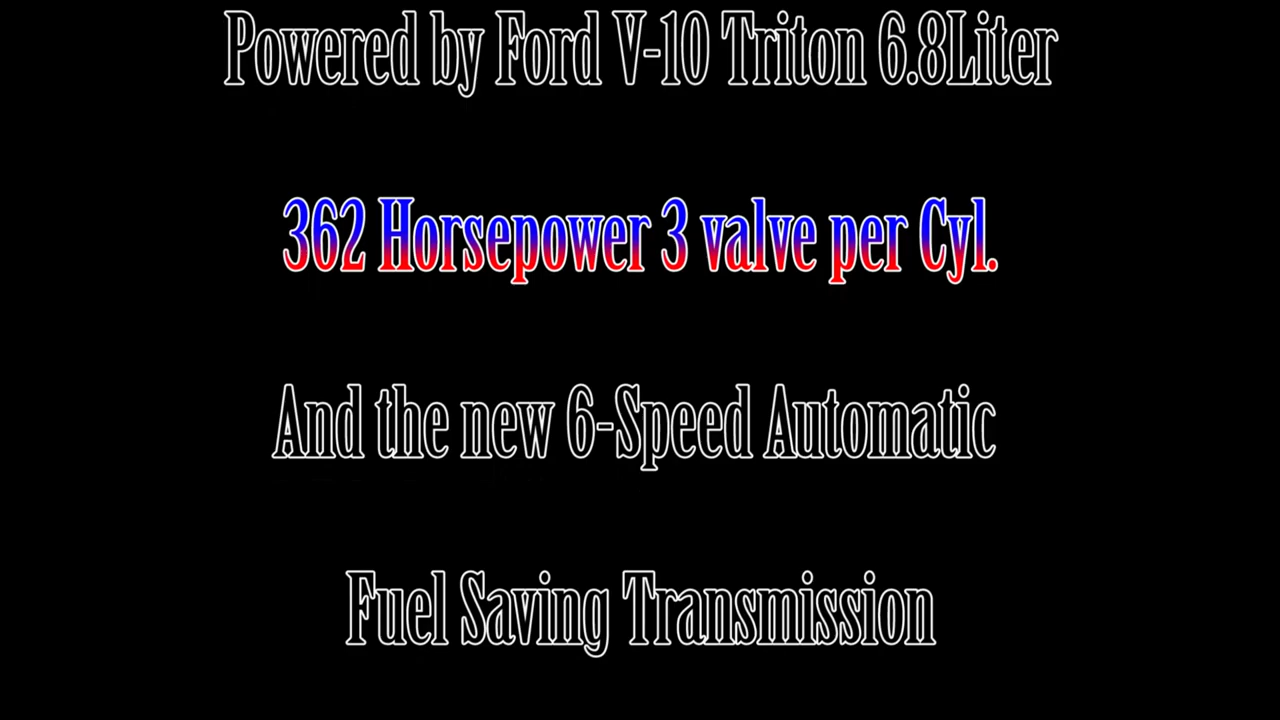 Powered by Ford V-10 Triton 6.8Liter
362 Horsepower 3 valve per Cyl.
And the new 6-Speed Automatic
Fuel Saving Transmission